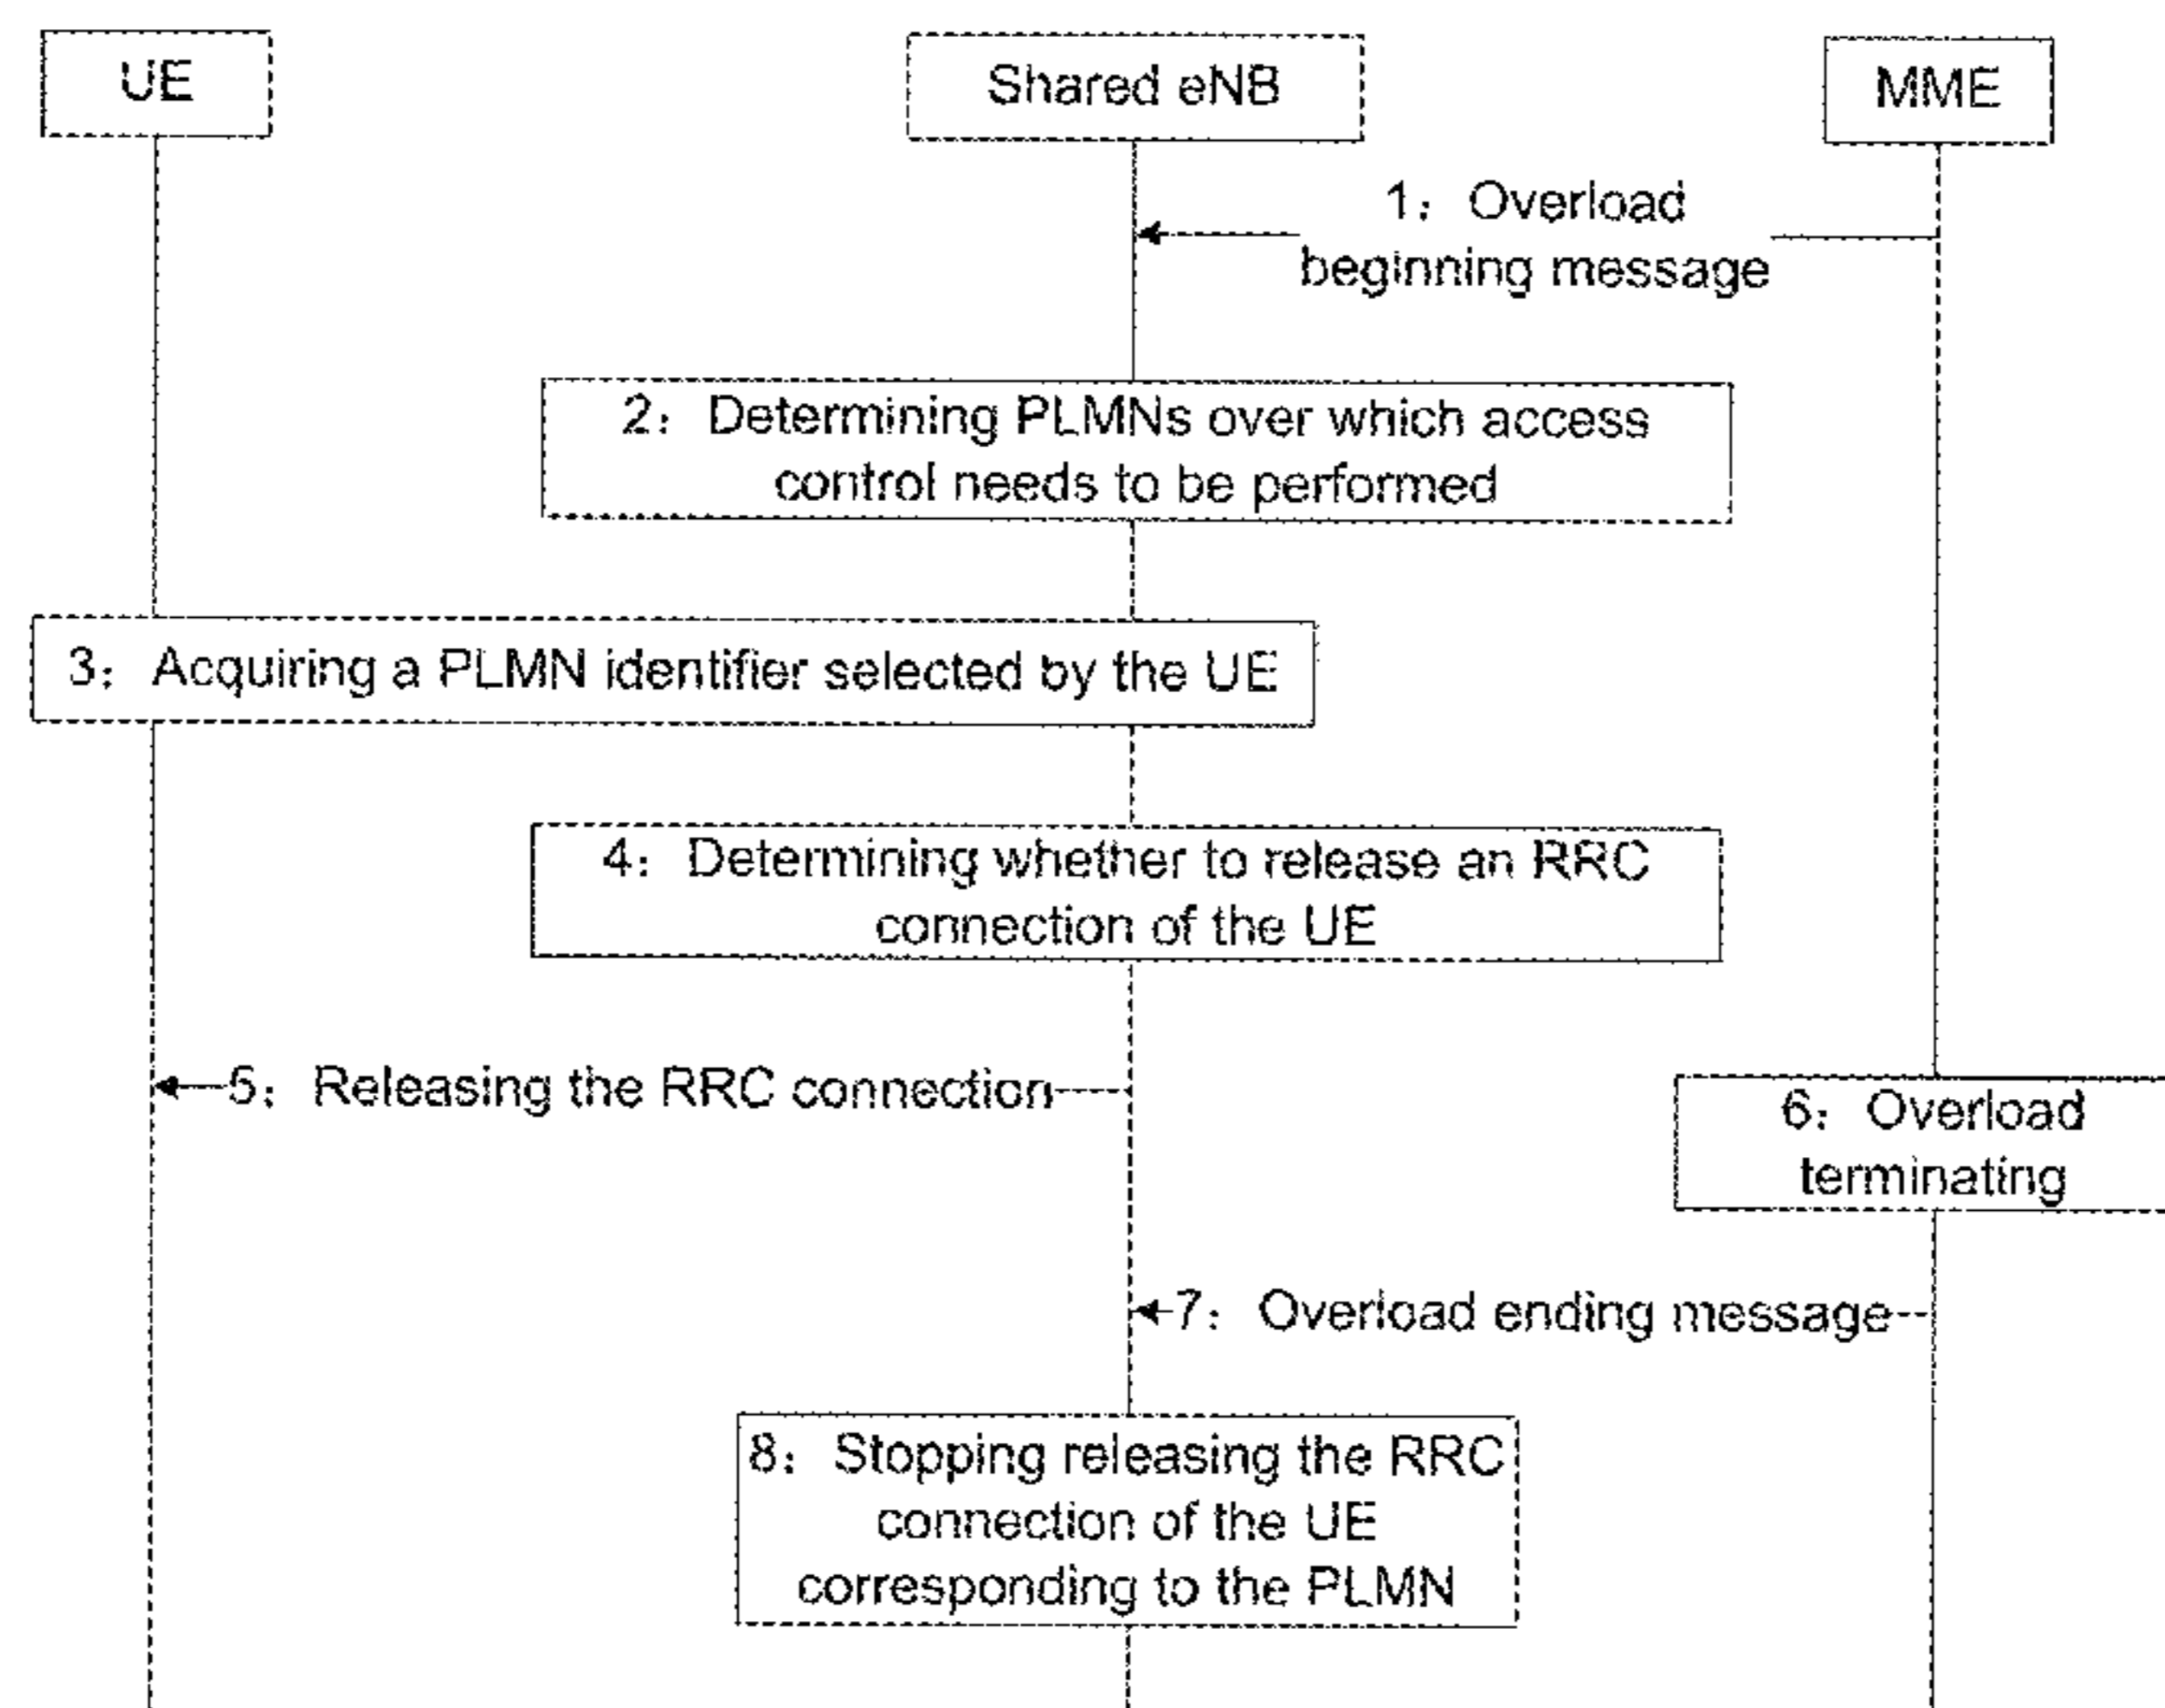 UE
Shared eNB
MME
1： Overload
beginning message
2： Determining PLMNs over which access
control needs to be performed
3： Acquiring a PLMN identifier selected by the UE
4： Determining whether to release an RRC
connection of the UE
5： Releasing the RRC connection
6： Overload
terminating
7： Overload ending message
8： Stopping releasing the RRC
connection of the UE
corresponding to the PLMN